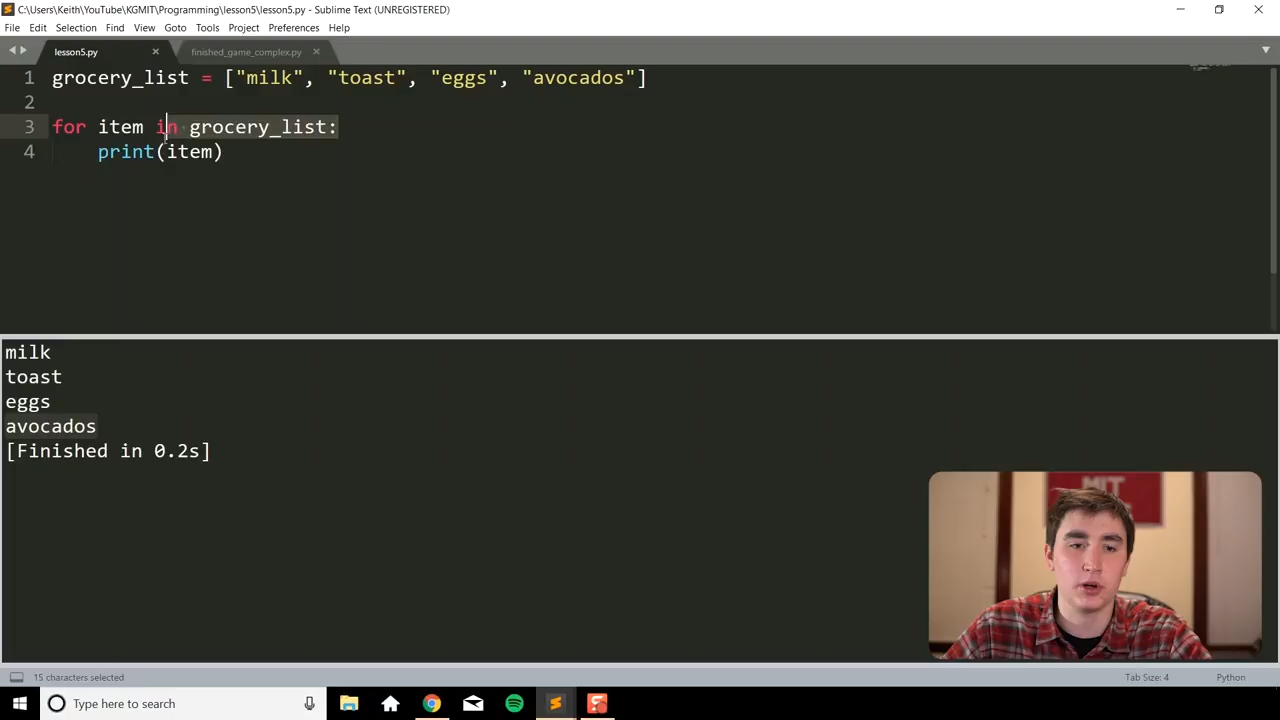 C:\Users\Keith\YouTube\KGMIT\Programming\lesson5\lesson5.py - Sublime Text (UNREGISTERED)
File Edit Selection Find View Goto Tools Project Preferences Help
lesson5.py finished_game_complex.py
1 grocery_list = ["milk", "toast", "eggs", "avocados"]
2
3 for item in grocery_list:
4 print(item)
milk
toast
eggs
avocados
[Finished in 0.2s]
MIT
15 characters selected Tab Size: 4 Python
Type here to search